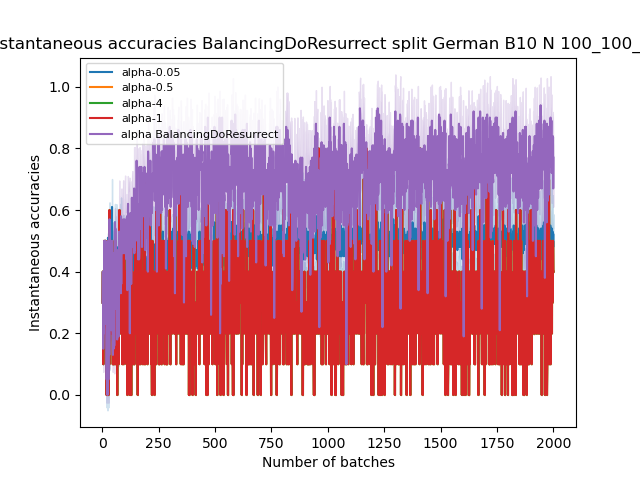 stantaneous accuracies BalancingDoResurrect split German B10 N 100_100_
alpha-0.05
alpha-0.5
alpha-4
alpha-1
alpha BalancingDoResurrect
Instantaneous accuracies
1.0
0.8
0.6
0.4
0.2
0.0
0 250 500 750 1000 1250 1500 1750 2000
Number of batches